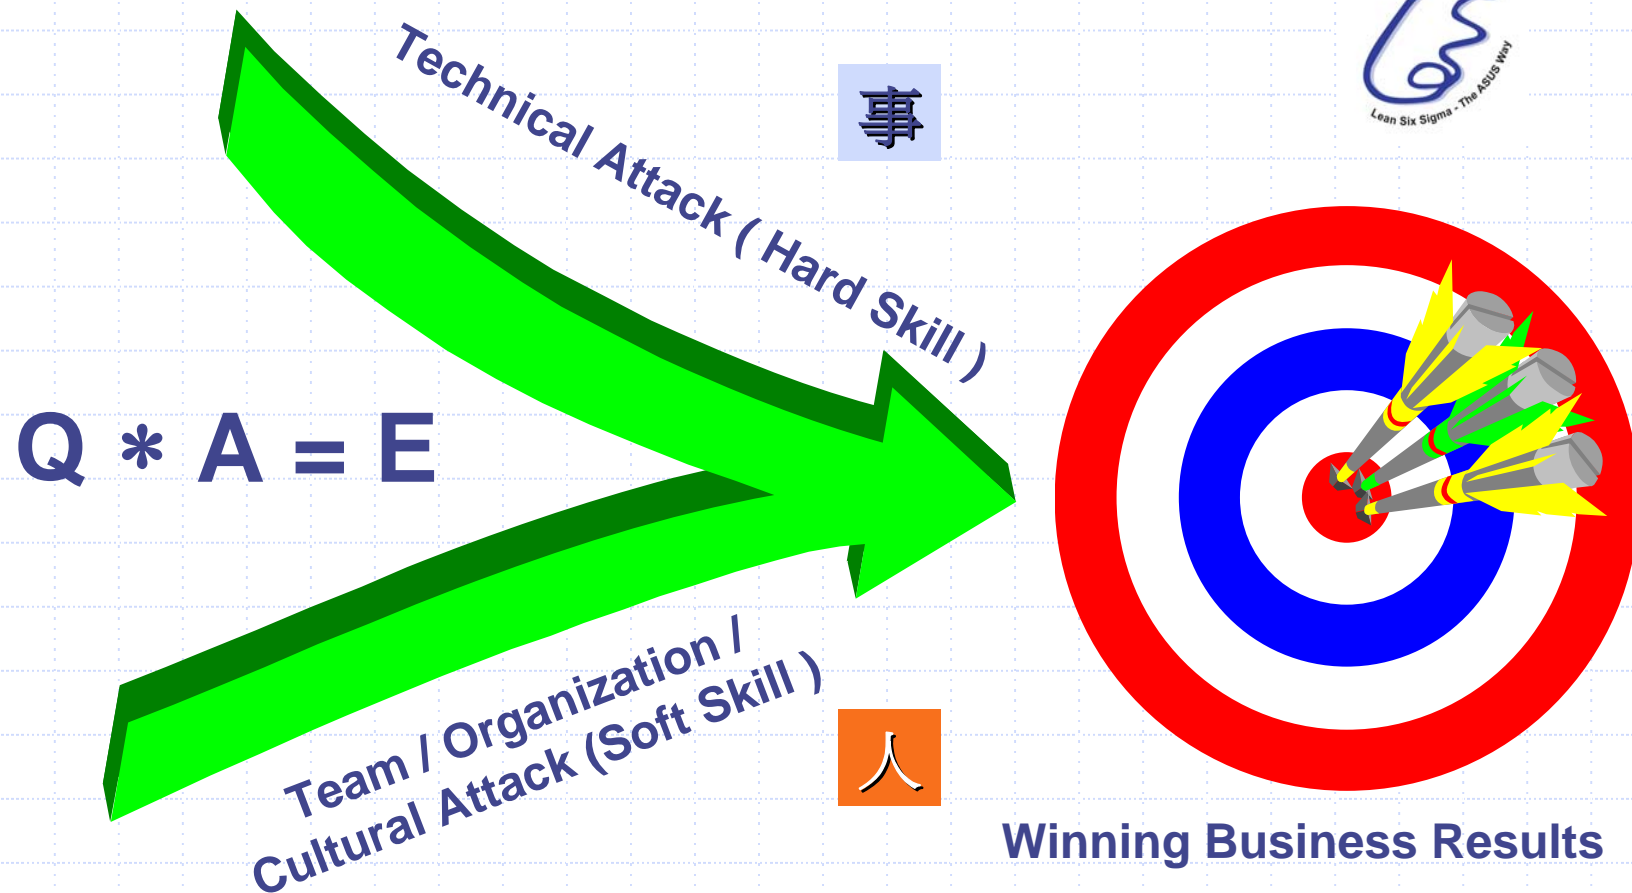 Technical Attack ( Hard Skill )
事
Lean Six Sigma - The ASUS Way
Q * A = E
Team / Organization /
Cultural Attack (Soft Skill )
人
Winning Business Results